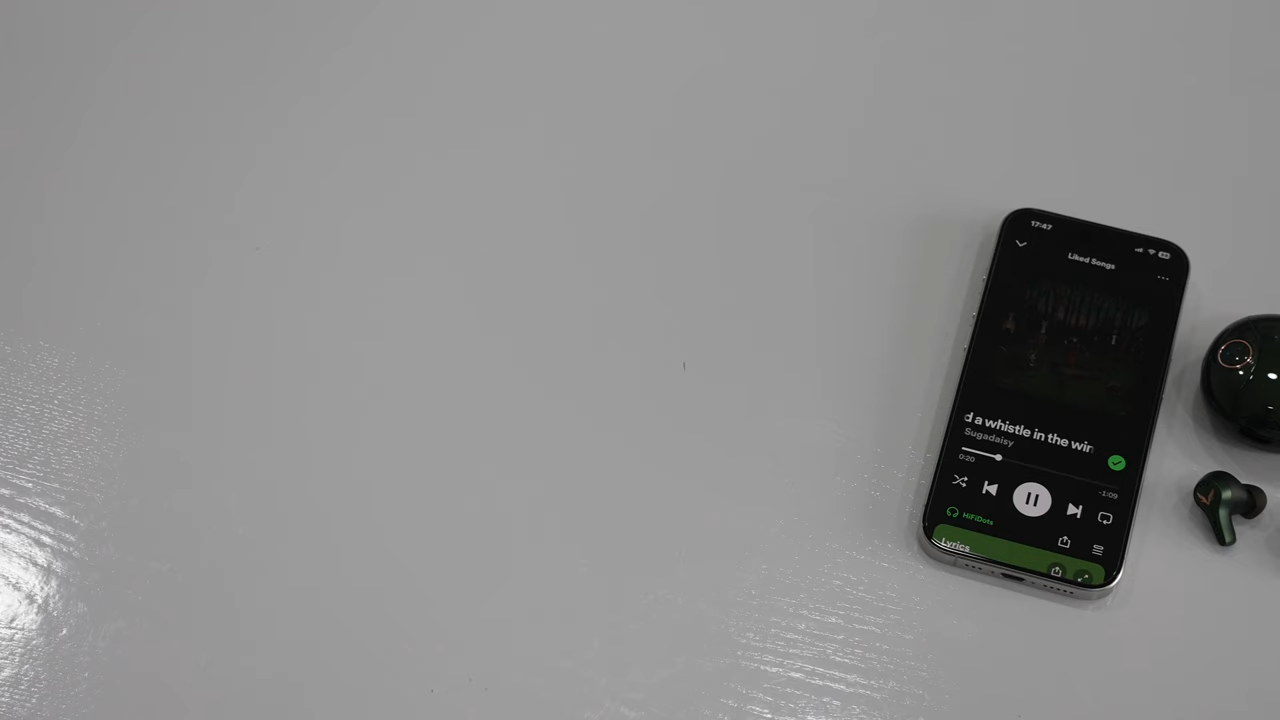 17:47
Liked Songs
d a whistle in the win
Sugadaisy
0:20
-1:09
HiFiDots
Lyrics